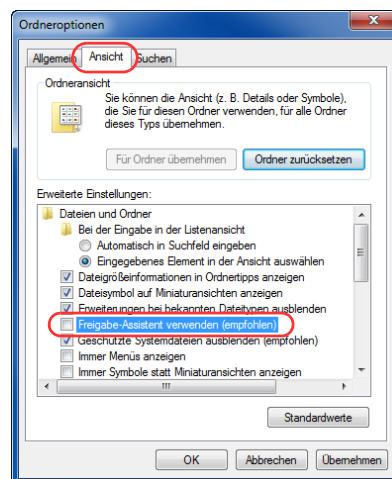 Ordneroptionen
Allgemein Ansicht Suchen
Ordneransicht
Sie können die Ansicht (z. B. Details oder Symbole),
die Sie für diesen Ordner verwenden, für alle Ordner
dieses Typs übernehmen.
Für Ordner übernehmen Ordner zurücksetzen
Erweiterte Einstellungen:
Dateien und Ordner
Bei der Eingabe in der Listenansicht
Automatisch in Suchfeld eingeben
Eingegebenes Element in der Ansicht auswählen
Dateigrößeinformationen in Ordnertipps anzeigen
Dateisymbol auf Miniaturansichten anzeigen
Erweiterungen bei bekannten Dateitypen ausblenden
Freigabe-Assistent verwenden (empfohlen)
Geschützte Systemdateien ausblenden (empfohlen)
Immer Menüs anzeigen
Immer Symbole statt Miniaturansichten anzeigen
Standardwerte
OK Abbrechen Übernehmen